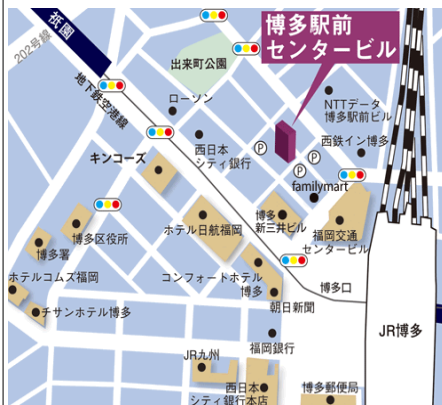 祇園
202号線
地下鉄空港線
博多駅前
センタービル
出来町公園
ローソン
NTTデータ
博多駅前ビル
西日本
シティ銀行
西鉄イン博多
P
P
P
キンコーズ
familymart
博多区役所
ホテル日航福岡
博多
新三井ビル
福岡交通
センタービル
博多署
ホテルコムズ福岡
コンフォートホテル
博多
博多口
チサンホテル博多
朝日新聞
JR博多
福岡銀行
JR九州
西日本
シティ銀行本店
博多郵便局